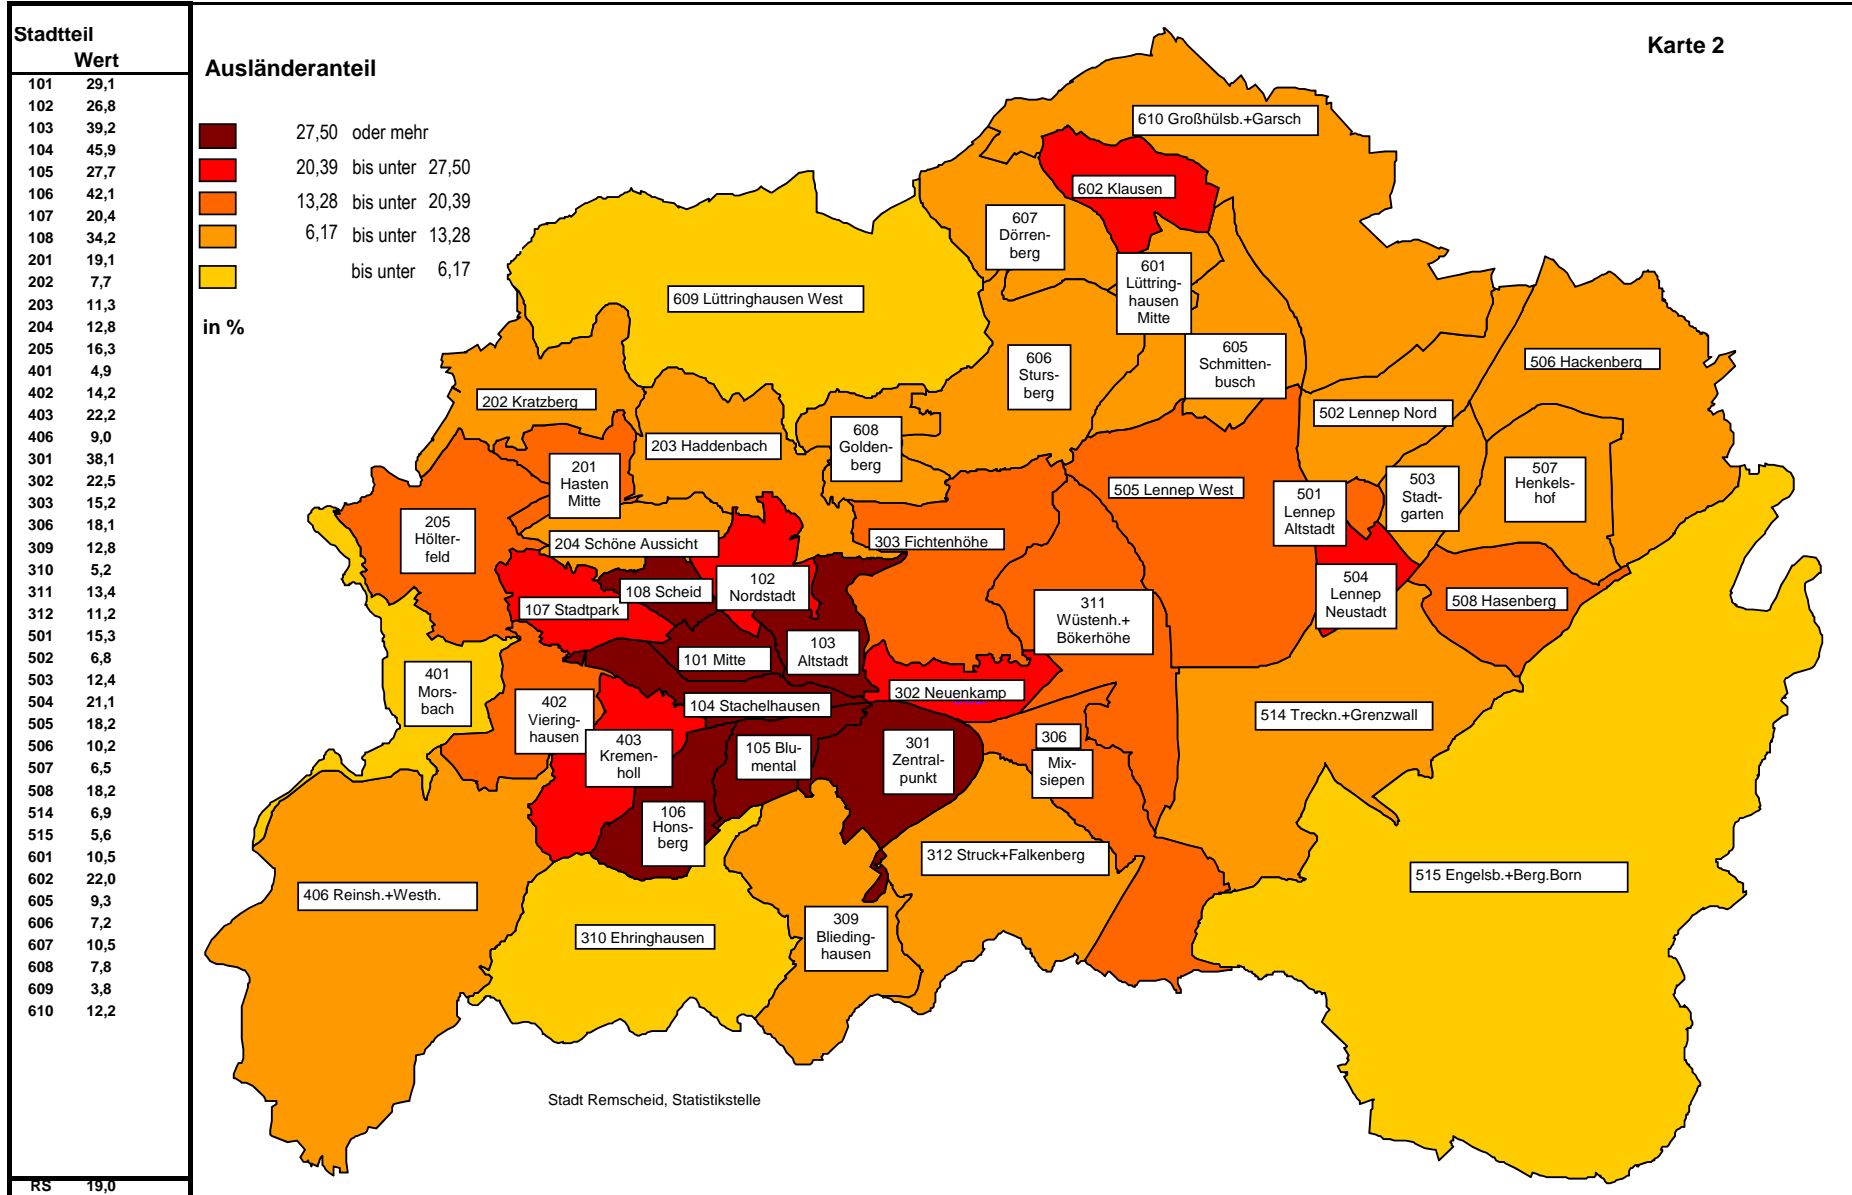 Stadtteil
Wert
101 29,1
102 26,8
103 39,2
104 45,9
105 27,7
106 42,1
107 20,4
108 34,2
201 19,1
202 7,7
203 11,3
204 12,8
205 16,3
401 4,9
402 14,2
403 22,2
406 9,0
301 38,1
302 22,5
303 15,2
306 18,1
309 12,8
310 5,2
311 13,4
312 11,2
501 15,3
502 6,8
503 12,4
504 21,1
505 18,2
506 10,2
507 6,5
508 18,2
514 6,9
515 5,6
601 10,5
602 22,0
605 9,3
606 7,2
607 10,5
608 7,8
609 3,8
610 12,2
RS 19,0
Ausländeranteil
27,50 oder mehr
20,39 bis unter 27,50
13,28 bis unter 20,39
6,17 bis unter 13,28
bis unter 6,17
in %
Karte 2
610 Großhülsb.+Garsch
602 Klausen
607
Dörren-
berg
601
Lüttring-
hausen
Mitte
609 Lüttringhausen West
606
Sturs-
berg
605
Schmitten-
busch
506 Hackenberg
202 Kratzberg
502 Lennep Nord
203 Haddenbach
608
Golden-
berg
201
Hasten
Mitte
505 Lennep West
501
Lennep
Altstadt
503
Stadt-
garten
507
Henkels-
hof
205
Hölter-
feld
204 Schöne Aussicht
303 Fichtenhöhe
102
Nordstadt
108 Scheid
107 Stadtpark
504
Lennep
Neustadt
508 Hasenberg
311
Wüstenh.+
Bökerhöhe
103
Altstadt
101 Mitte
401
Mors-
bach
302 Neuenkamp
402
Viering-
hausen
104 Stachelhausen
514 Treckn.+Grenzwall
403
Kremen-
holl
105 Blu-
mental
301
Zentral-
punkt
306
Mix-
siepen
106
Hons-
berg
312 Struck+Falkenberg
515 Engelsb.+Berg.Born
406 Reinsh.+Westh.
310 Ehringhausen
309
Blieding-
hausen
Stadt Remscheid, Statistikstelle